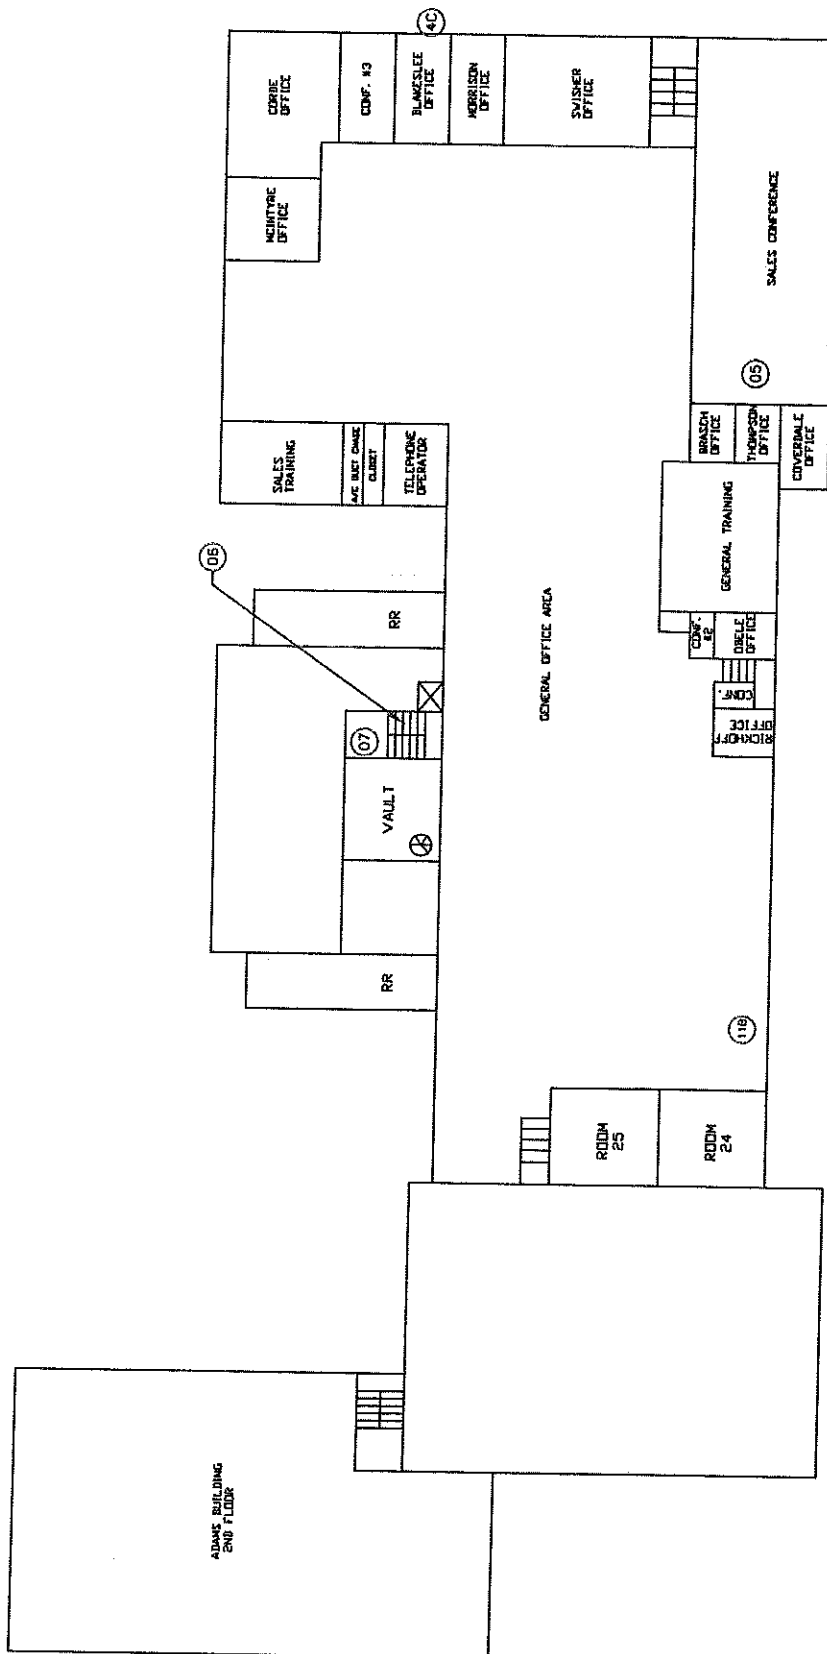 4C
CORDE
OFFICE
CONF. #3
BLAKESLEE
OFFICE
MORRISON
OFFICE
SWISHER
OFFICE
MCINTYRE
OFFICE
SALES CONFERENCE
05
BRASCH
OFFICE
THOMPSON
OFFICE
COVERDALE
OFFICE
SALES
TRAINING
A/C DUCT CHASE
CLOSET
TELEPHONE
OPERATOR
GENERAL TRAINING
06
RR
GENERAL OFFICE AREA
CONF.
#2
OBELE
OFFICE
CONF.
RICKHOFF
OFFICE
07
VAULT
RR
11B
ROOM
25
ROOM
24
ADAMS BUILDING
2ND FLOOR